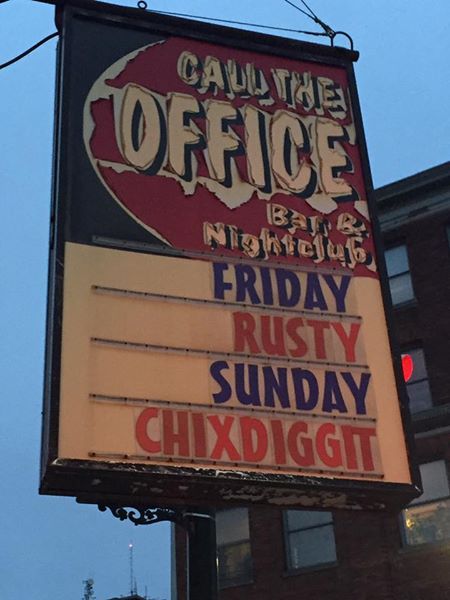 CALL THE
OFFICE
Bar &
Nightclub
FRIDAY
RUSTY
SUNDAY
CHIXDIGGIT